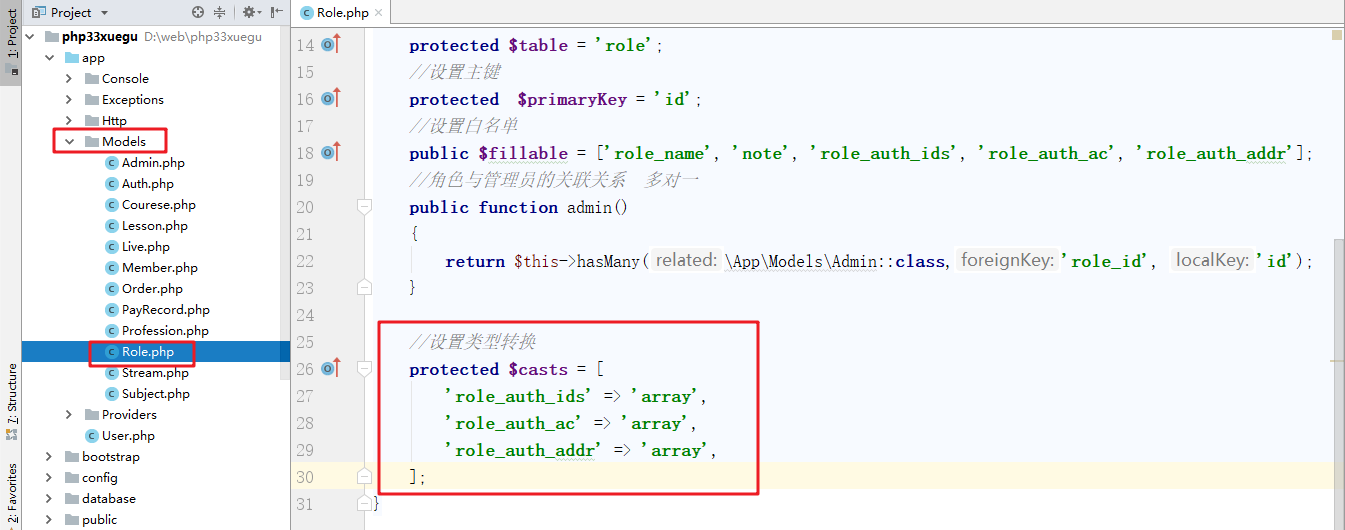 1: Project
7: Structure
2: Favorites
Project
php33xuegu D:\web\php33xuegu
app
Console
Exceptions
Http
Models
Admin.php
Auth.php
Courese.php
Lesson.php
Live.php
Member.php
Order.php
PayRecord.php
Profession.php
Role.php
Stream.php
Subject.php
Providers
User.php
bootstrap
config
database
public
Role.php
14 protected $table = 'role';
15 //设置主键
16 protected  $primaryKey = 'id';
17 //设置白名单
18 public $fillable = ['role_name', 'note', 'role_auth_ids', 'role_auth_ac', 'role_auth_addr'];
19 //角色与管理员的关联关系  多对一
20 public function admin()
21 {
22 return $this->hasMany( related: \App\Models\Admin::class, foreignKey: 'role_id', localKey: 'id');
23 }
24
25 //设置类型转换
26 protected $casts = [
27 'role_auth_ids' => 'array',
28 'role_auth_ac' => 'array',
29 'role_auth_addr' => 'array',
30 ];
31 }